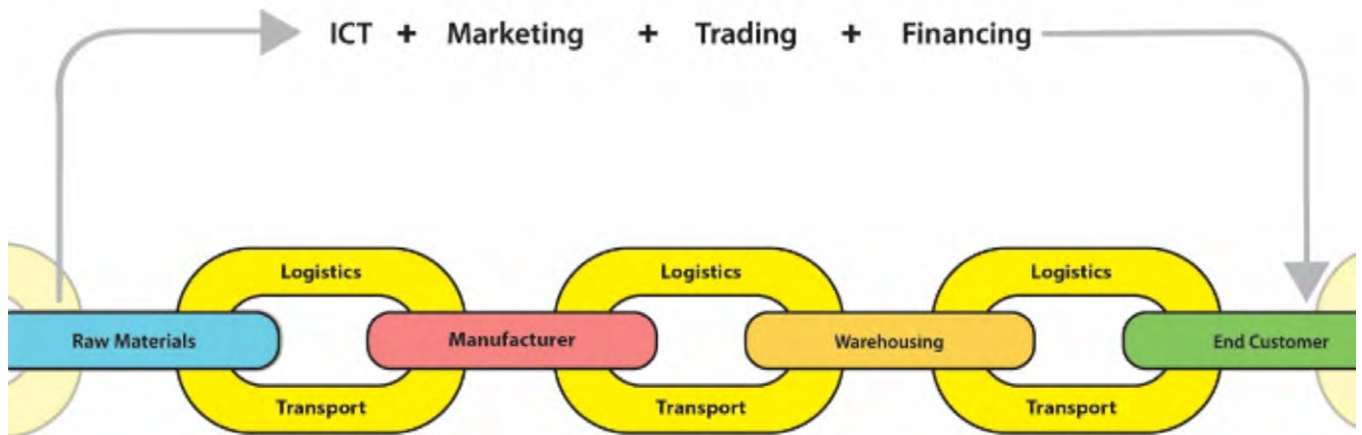 ICT + Marketing + Trading + Financing
Logistics Logistics Logistics
Raw Materials Manufacturer Warehousing End Customer
Transport Transport Transport